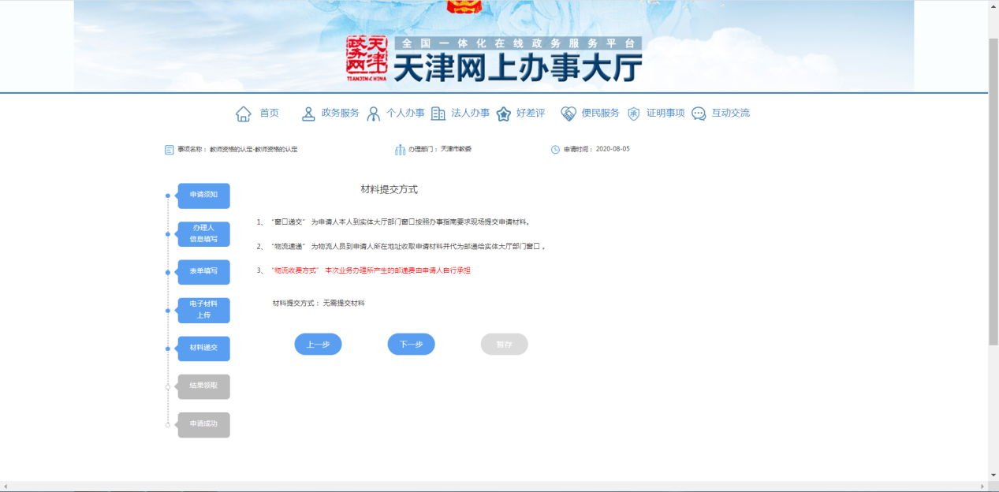 天津
政务网
TIANJIN-CHINA
全国一体化在线政务服务平台
天津网上办事大厅
首页 政务服务 个人办事 法人办事 好差评 便民服务 证明事项 互动交流
事项名称： 教师资格的认定-教师资格的认定 办理部门： 天津市教委 申请时间： 2020-08-05
申请须知
办理人
信息填写
表单填写
电子材料
上传
材料递交
结果领取
申请成功
材料提交方式
1、 “窗口递交” 为申请人本人到实体大厅部门窗口按照办事指南要求现场提交申请材料。
2、 “物流速递” 为物流人员到申请人所在地址收取申请材料并代为邮递给实体大厅部门窗口 。
3、 “物流收费方式” 本次业务办理所产生的邮递费由申请人自行承担
材料提交方式： 无需提交材料
上一步 下一步 暂存